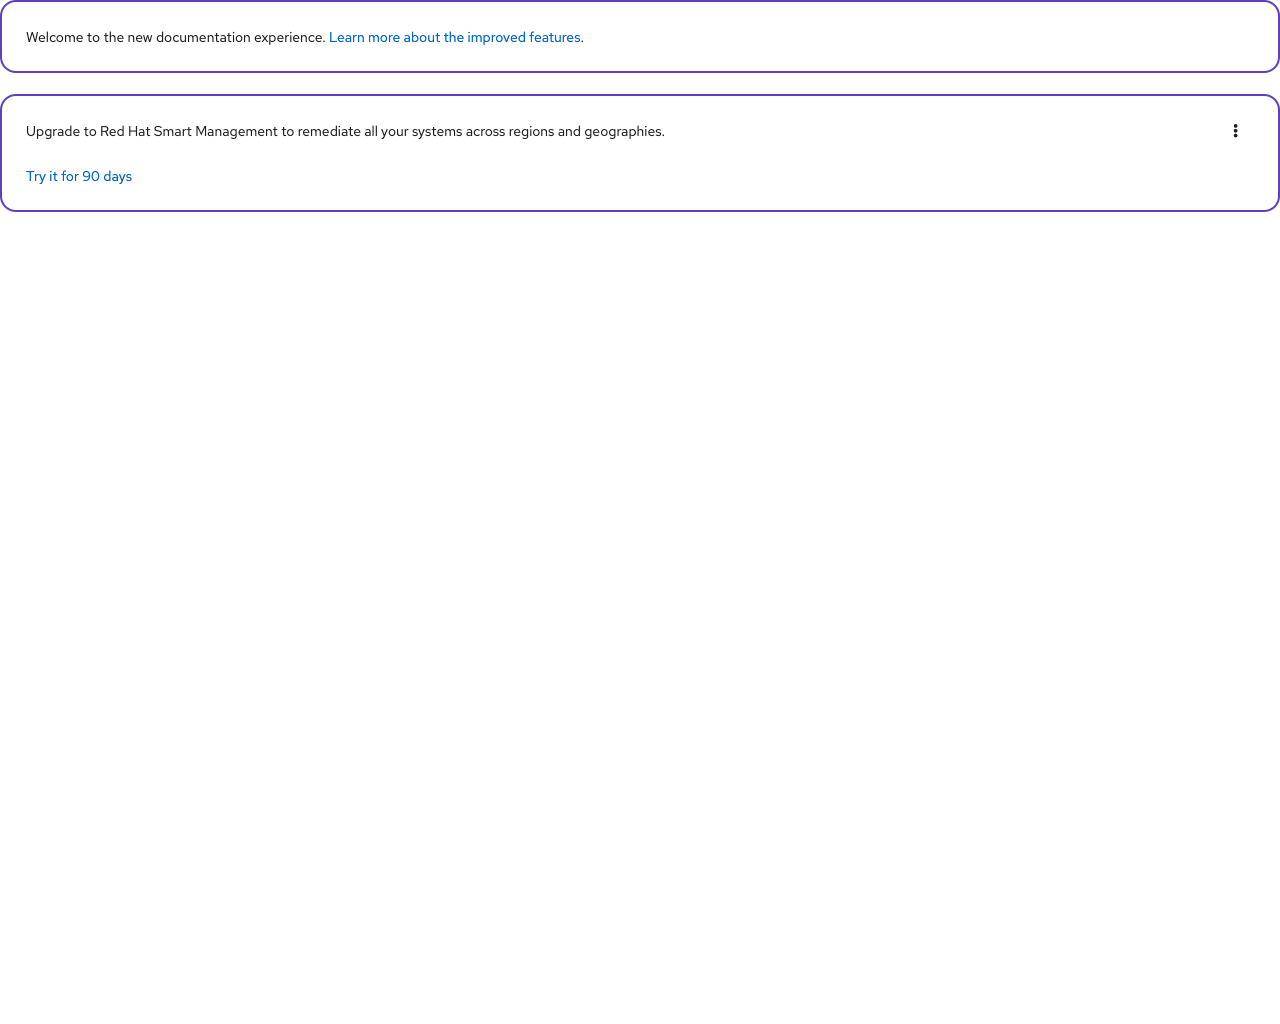 Welcome to the new documentation experience. Learn more about the improved features.
Upgrade to Red Hat Smart Management to remediate all your systems across regions and geographies.
Try it for 90 days